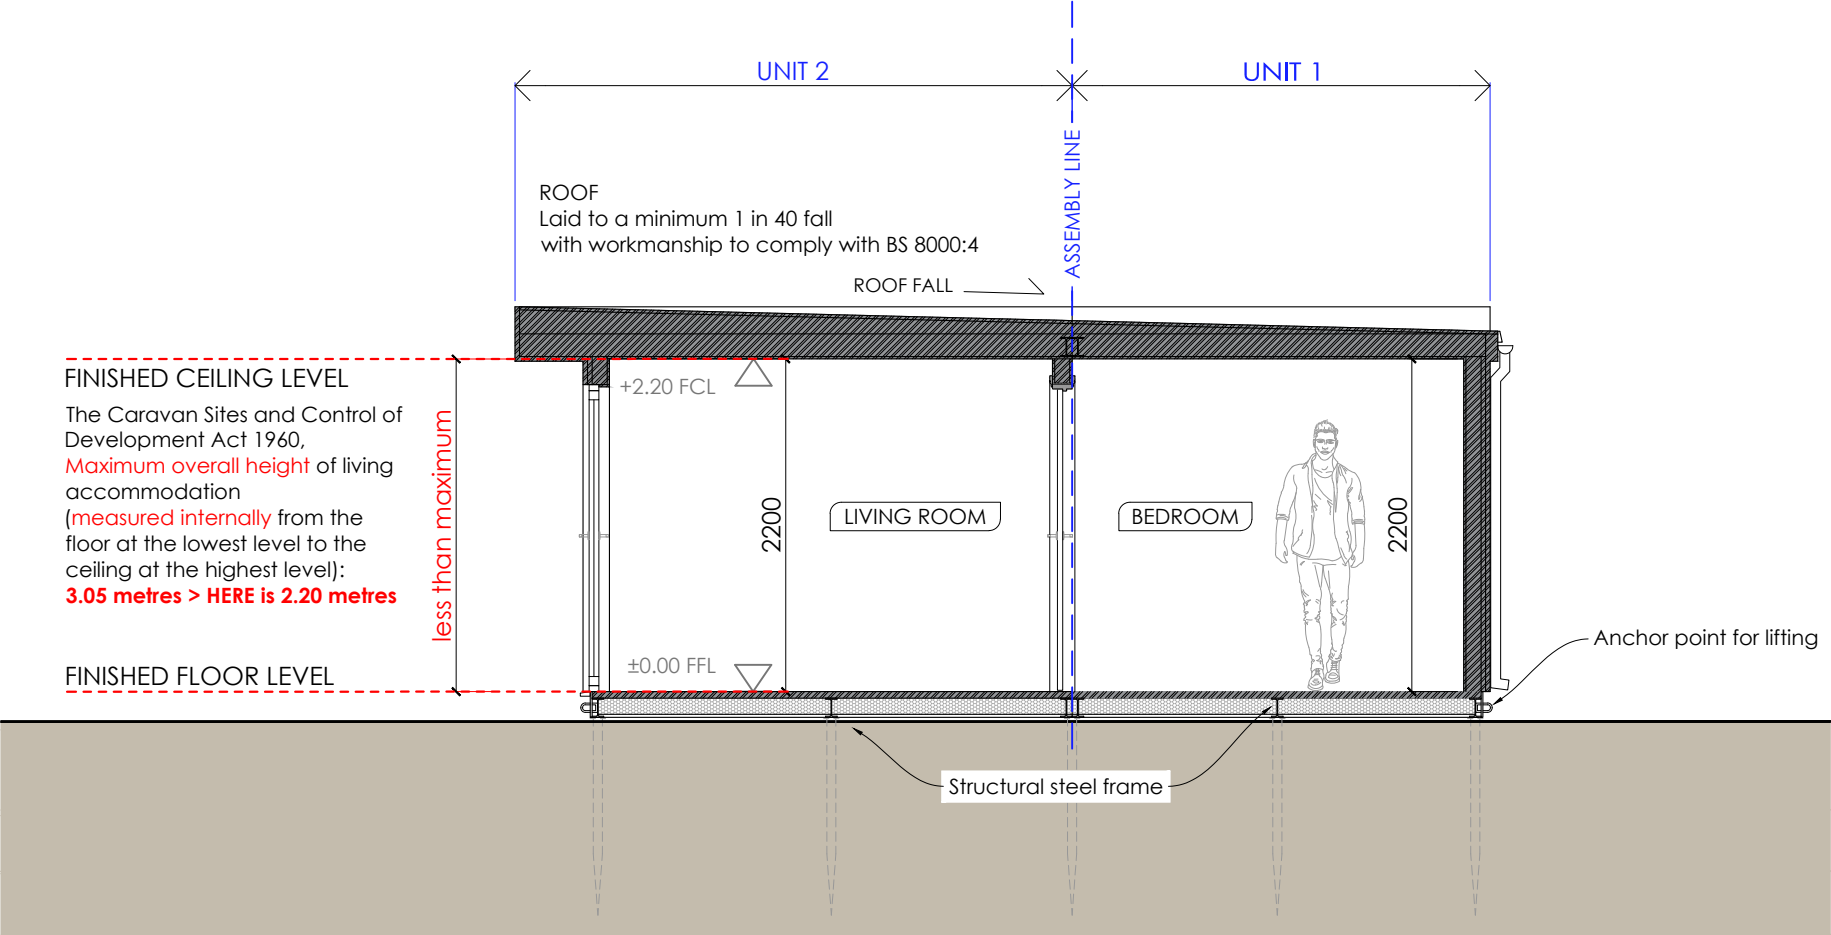 UNIT 2
UNIT 1
ASSEMBLY LINE
ROOF
Laid to a minimum 1 in 40 fall
with workmanship to comply with BS 8000:4
ROOF FALL
FINISHED CEILING LEVEL
The Caravan Sites and Control of
Development Act 1960,
Maximum overall height of living
accommodation
(measured internally from the
floor at the lowest level to the
ceiling at the highest level):
3.05 metres > HERE is 2.20 metres
less than maximum
FINISHED FLOOR LEVEL
+2.20 FCL
±0.00 FFL
2200
LIVING ROOM
BEDROOM
2200
Anchor point for lifting
Structural steel frame